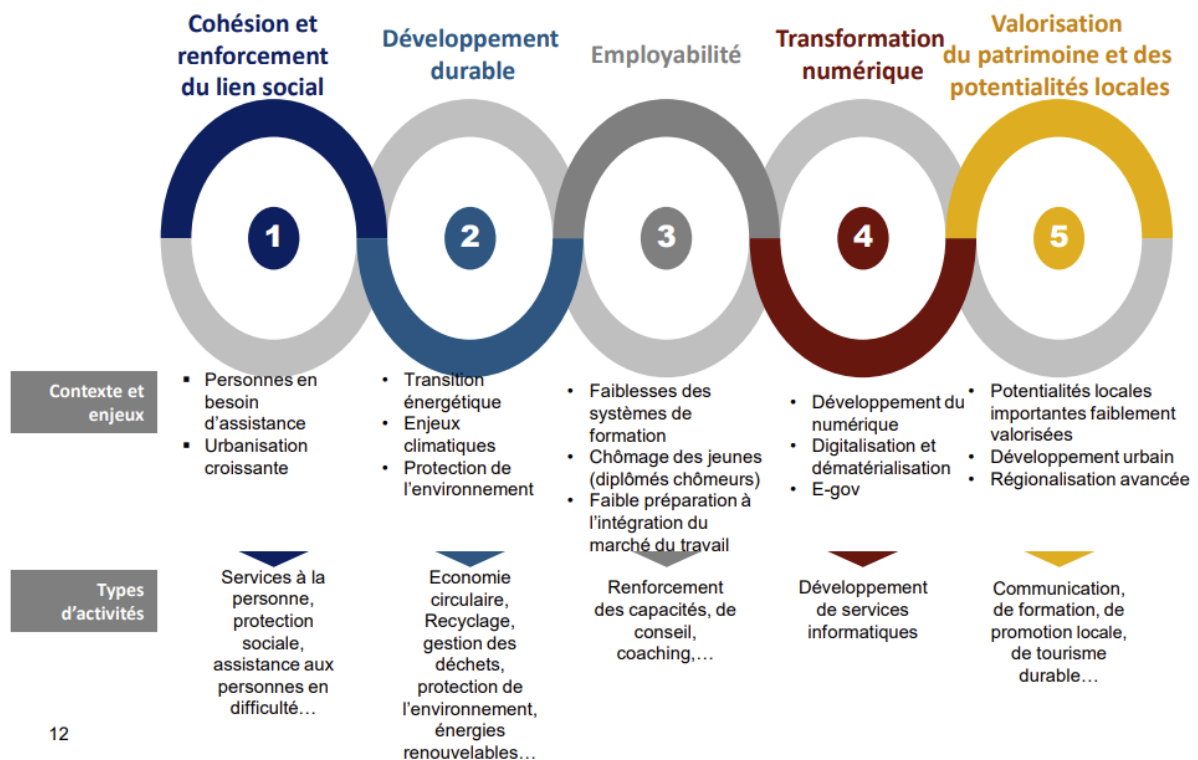 Cohésion et
renforcement
du lien social
Développement
durable
Employabilité
Transformation
numérique
Valorisation
du patrimoine et des
potentialités locales
1
2
3
4
5
Contexte et
enjeux
▪ Personnes en
besoin
d’assistance
▪ Urbanisation
croissante
• Transition
énergétique
• Enjeux
climatiques
• Protection de
l’environnement
• Faiblesses des
systèmes de
formation
• Chômage des jeunes
(diplômés chômeurs)
• Faible préparation à
l’intégration du
marché du travail
• Développement du
numérique
• Digitalisation et
dématérialisation
• E-gov
• Potentialités locales
importantes faiblement
valorisées
• Développement urbain
• Régionalisation avancée
Types
d’activités
Services à la
personne,
protection
sociale,
assistance aux
personnes en
difficulté…
Economie
circulaire,
Recyclage,
gestion des
déchets,
protection de
l’environnement,
énergies
renouvelables…
Renforcement
des capacités, de
conseil,
coaching,…
Développement
de services
informatiques
Communication,
de formation, de
promotion locale,
de tourisme
durable…
12